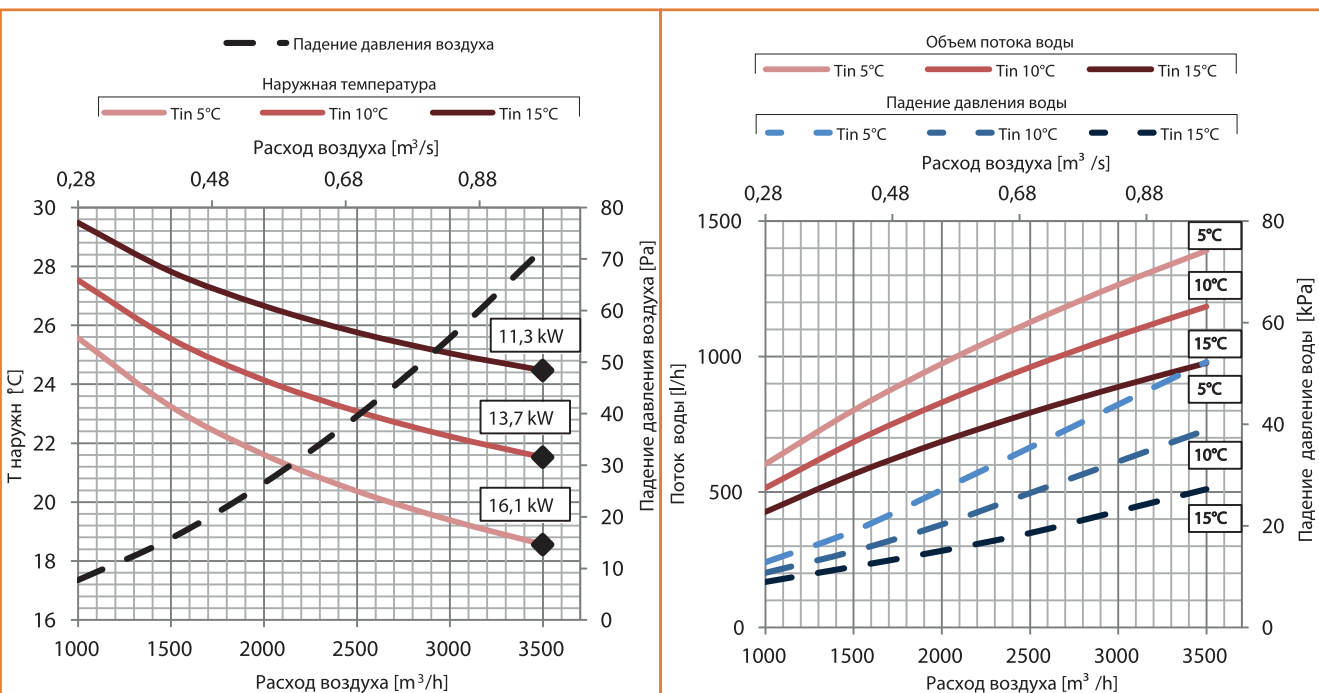 Падение давления воздуха
Наружная температура
Tin 5°C Tin 10°C Tin 15°C
Расход воздуха [m³/s]
0,28 0,48 0,68 0,88
30 80
28 70
26 60
24 50
22 40
20 30
18 20
16 10
0
T наружн [°C]
Падение давления воздуха [Pa]
11,3 kW
13,7 kW
16,1 kW
1000 1500 2000 2500 3000 3500
Расход воздуха [m³/h]
Объем потока воды
Tin 5°C Tin 10°C Tin 15°C
Падение давления воды
Tin 5°C Tin 10°C Tin 15°C
Расход воздуха [m³ /s]
0,28 0,48 0,68 0,88
1500 80
1000 60
500 40
0 20
0
Поток воды [l/h]
Падение давление воды [kPa]
5°C
10°C
15°C
5°C
10°C
15°C
1000 1500 2000 2500 3000 3500
Расход воздуха [m³ /h]